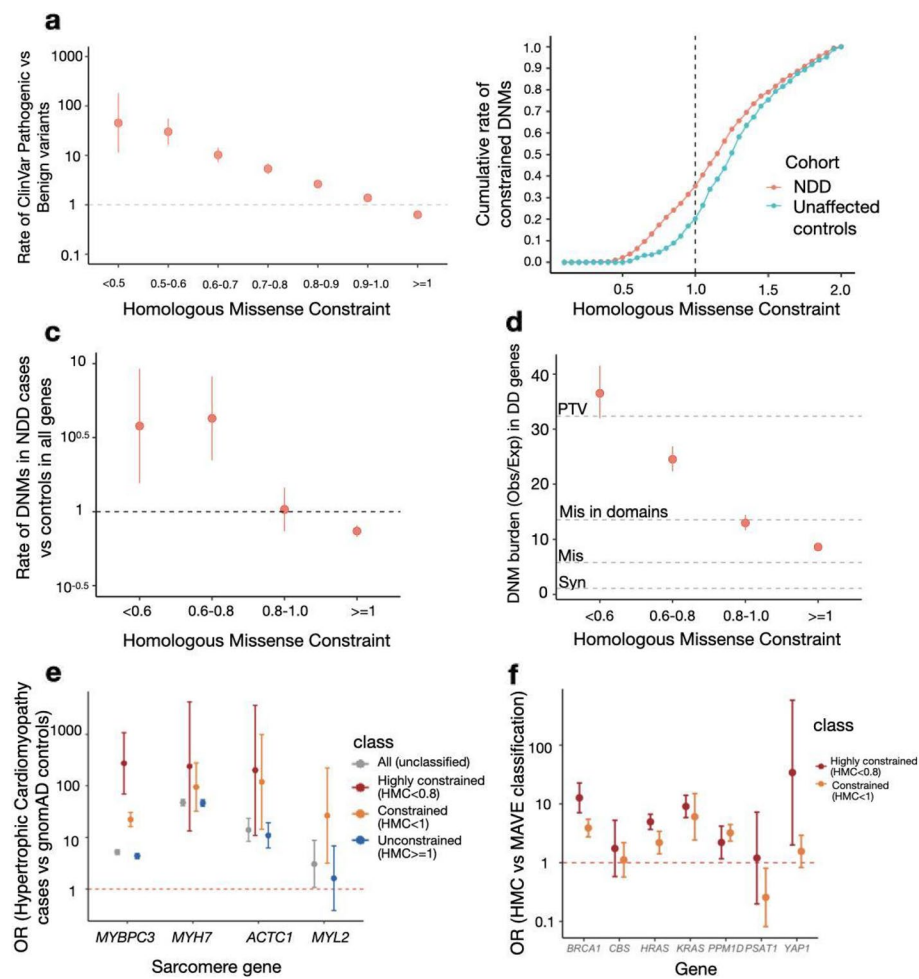 a
Rate of ClinVar Pathogenic vs
Benign variants
1000
100
10
1
0.1
<0.5
0.5-0.6
0.6-0.7
0.7-0.8
0.8-0.9
0.9-1.0
>=1
Homologous Missense Constraint
Cumulative rate of
constrained DNMs
1.0
0.9
0.8
0.7
0.6
0.5
0.4
0.3
0.2
0.1
0.0
0.5
1.0
1.5
2.0
Homologous Missense Constraint
Cohort
NDD
Unaffected
controls
c
Rate of DNMs in NDD cases
vs controls in all genes
10
10^0.5
1
10^-0.5
<0.6
0.6-0.8
0.8-1.0
>=1
Homologous Missense Constraint
d
DNM burden (Obs/Exp) in DD genes
40
30
20
10
0
PTV
Mis in domains
Mis
Syn
<0.6
0.6-0.8
0.8-1.0
>=1
Homologous Missense Constraint
e
OR (Hypertrophic Cardiomyopathy
cases vs gnomAD controls)
1000
100
10
1
MYBPC3
MYH7
ACTC1
MYL2
Sarcomere gene
class
All (unclassified)
Highly constrained
(HMC<0.8)
Constrained
(HMC<1)
Unconstrained
(HMC>=1)
f
OR (HMC vs MAVE classification)
100
10
1
0.1
BRCA1
CBS
HRAS
KRAS
PPM1D
PSAT1
YAP1
Gene
class
Highly constrained
(HMC<0.8)
Constrained
(HMC<1)